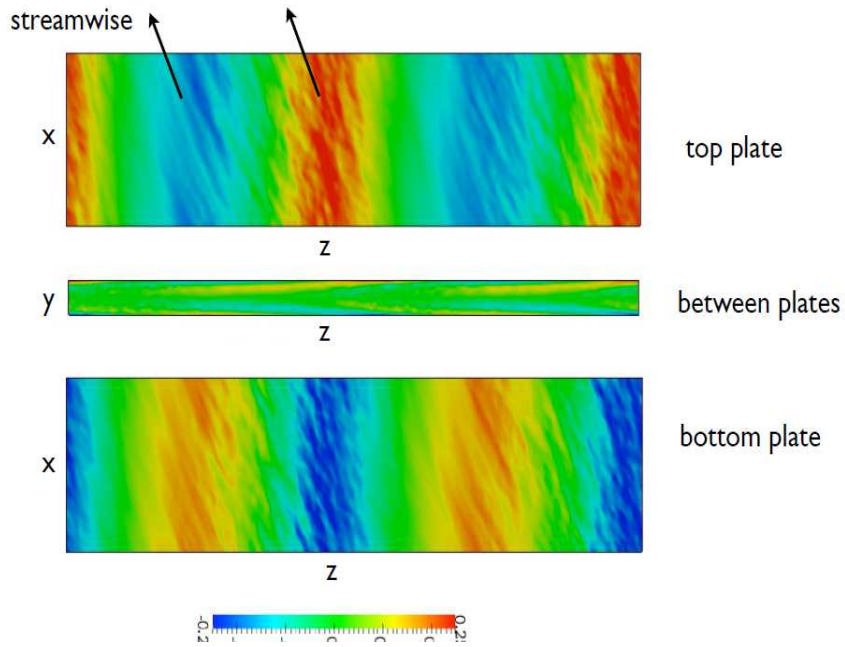 streamwise
x
top plate
z
y
between plates
z
x
bottom plate
z